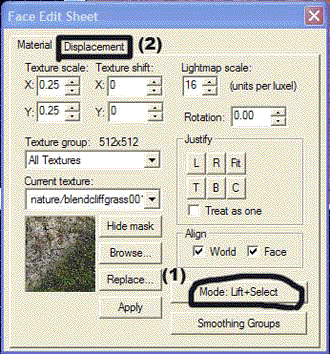 Face Edit Sheet
Material
Displacement
(2)
Texture scale:
Texture shift:
Lightmap scale:
X: 0.25
X: 0
16
(units per luxel)
Y: 0.25
Y: 0
Rotation:
0.00
Texture group:
512x512
All Textures
Justify
L
R
Fit
T
B
C
Treat as one
Current texture:
nature/blendcliffgrass00
Hide mask
Browse...
Replace...
Apply
Align
World
Face
(1)
Mode: Lift+Select
Smoothing Groups